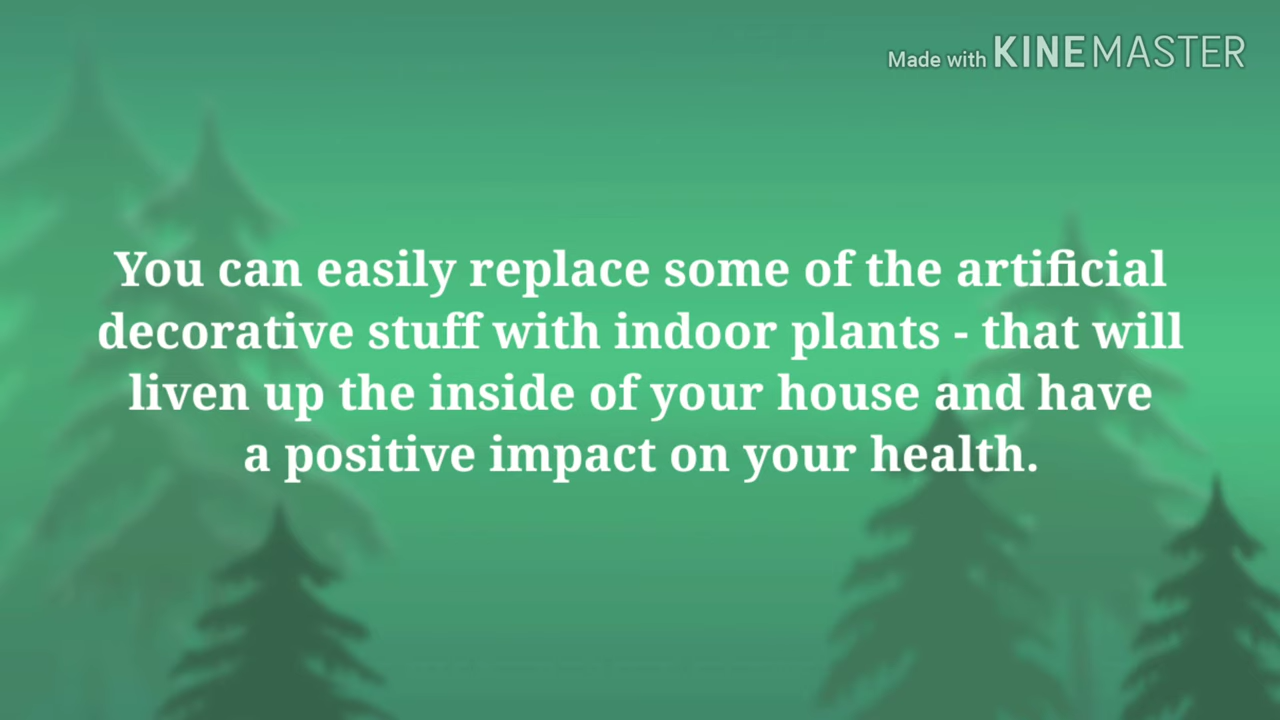 Made with KINEMASTER
You can easily replace some of the artificial
decorative stuff with indoor plants - that will
liven up the inside of your house and have
a positive impact on your health.